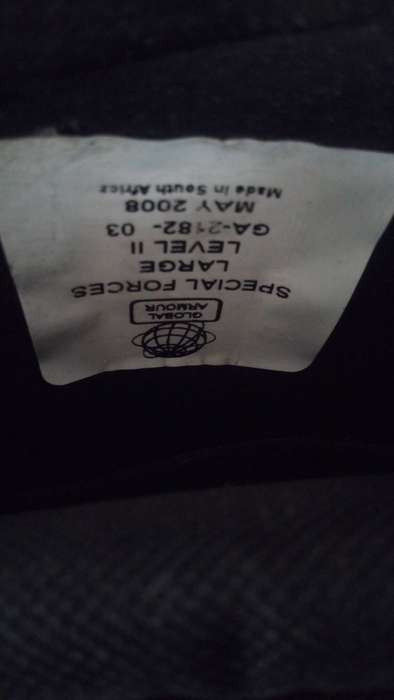 GLOBAL
ARMOUR
SPECIAL FORCES
LARGE
LEVEL II
GA-2182- 03
MAY 2008
Made in South Africa